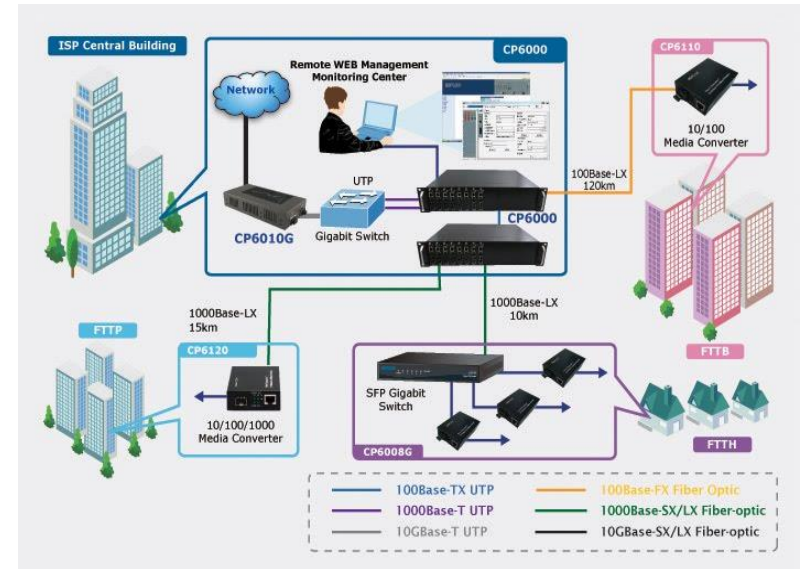 ISP Central Building
CP6000
CP6110
Remote WEB Management
Monitoring Center
Network
10/100
Media Converter
100Base-LX
120km
UTP
CP6000
CP6010G
Gigabit Switch
1000Base-LX
15km
1000Base-LX
10km
FTTP
FTTB
CP6120
10/100/1000
Media Converter
SFP Gigabit
Switch
CP6008G
FTTH
100Base-TX UTP
100Base-FX Fiber Optic
1000Base-T UTP
1000Base-SX/LX Fiber-optic
10GBase-T UTP
10GBase-SX/LX Fiber-optic